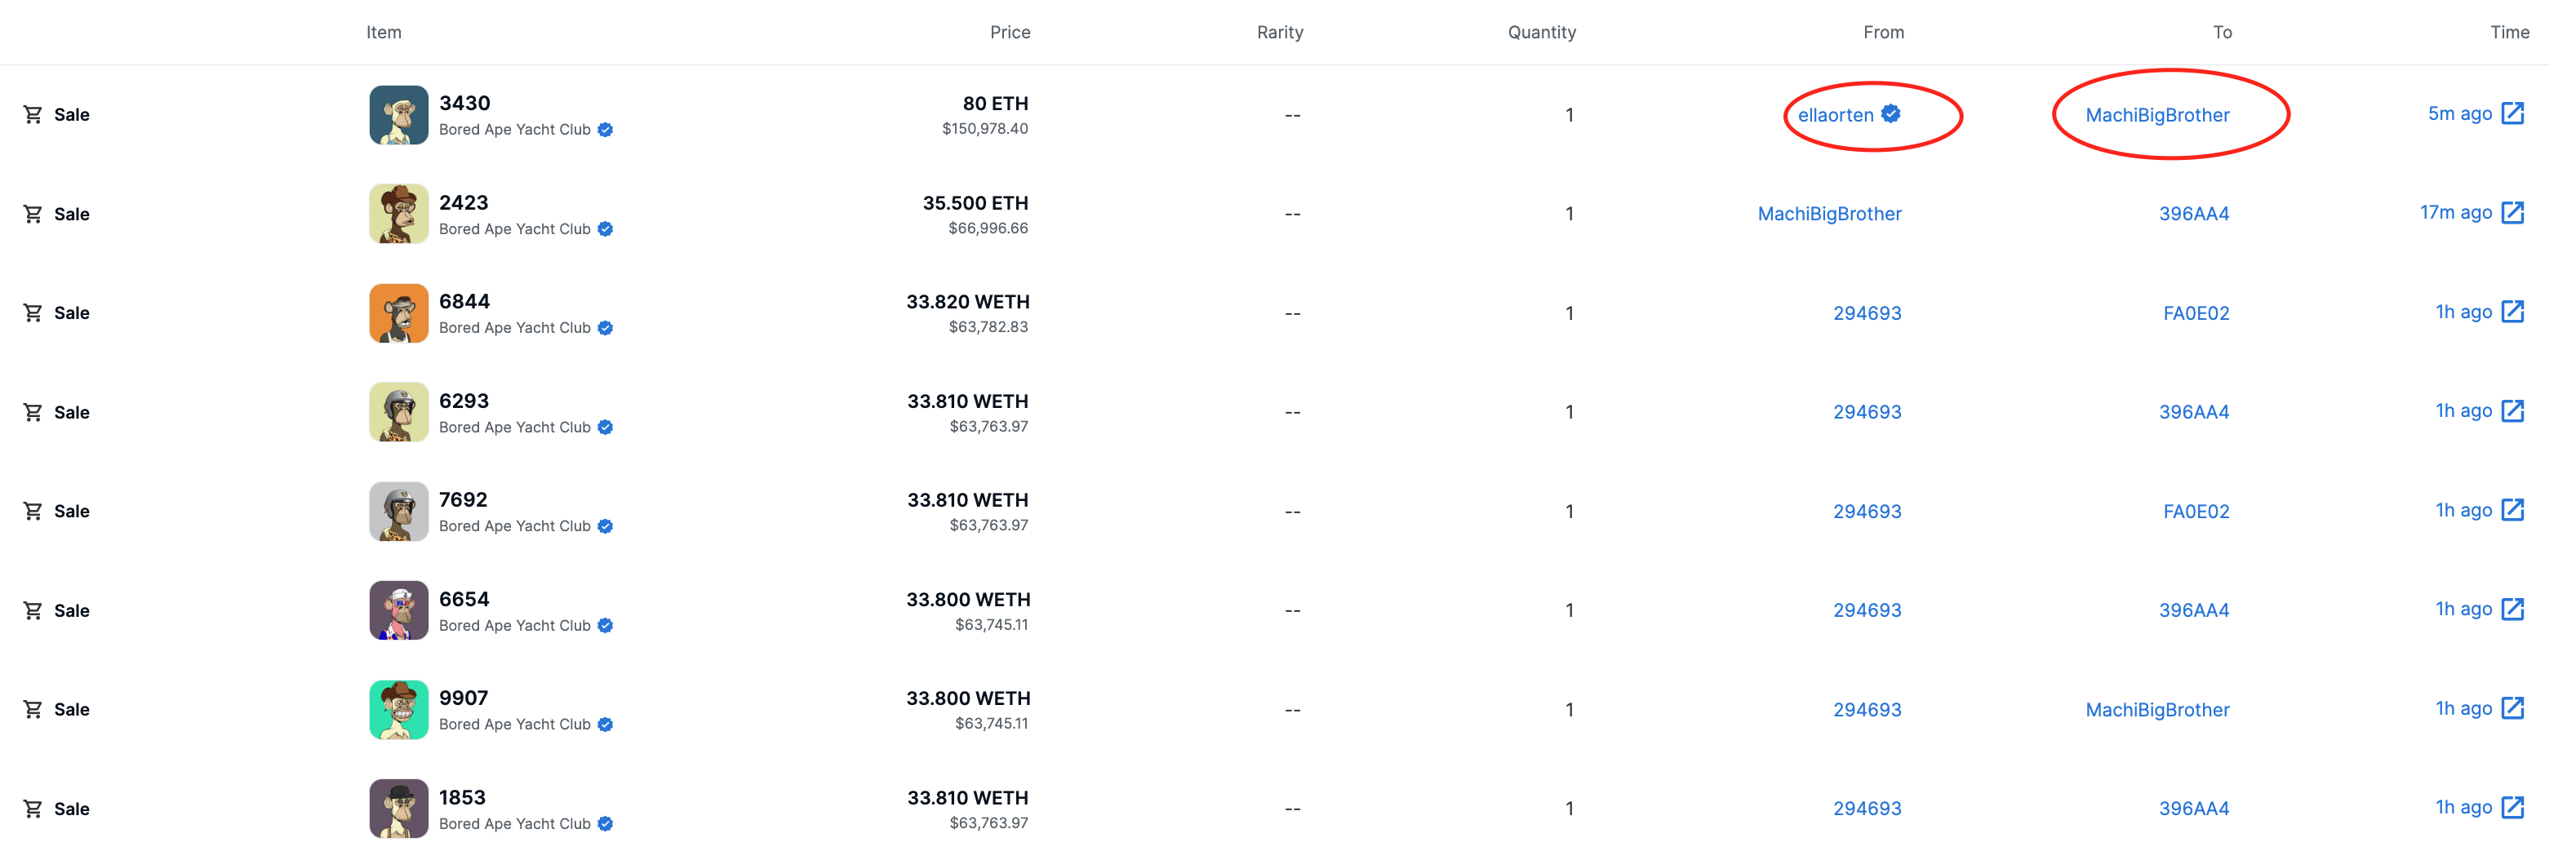 Item Price Rarity Quantity From To Time
Sale 3430 80 ETH -- 1 ellaorten MachiBigBrother 5m ago
Bored Ape Yacht Club $150,978.40
Sale 2423 35.500 ETH -- 1 MachiBigBrother 396AA4 17m ago
Bored Ape Yacht Club $66,996.66
Sale 6844 33.820 WETH -- 1 294693 FA0E02 1h ago
Bored Ape Yacht Club $63,782.83
Sale 6293 33.810 WETH -- 1 294693 396AA4 1h ago
Bored Ape Yacht Club $63,763.97
Sale 7692 33.810 WETH -- 1 294693 FA0E02 1h ago
Bored Ape Yacht Club $63,763.97
Sale 6654 33.800 WETH -- 1 294693 396AA4 1h ago
Bored Ape Yacht Club $63,745.11
Sale 9907 33.800 WETH -- 1 294693 MachiBigBrother 1h ago
Bored Ape Yacht Club $63,745.11
Sale 1853 33.810 WETH -- 1 294693 396AA4 1h ago
Bored Ape Yacht Club $63,763.97